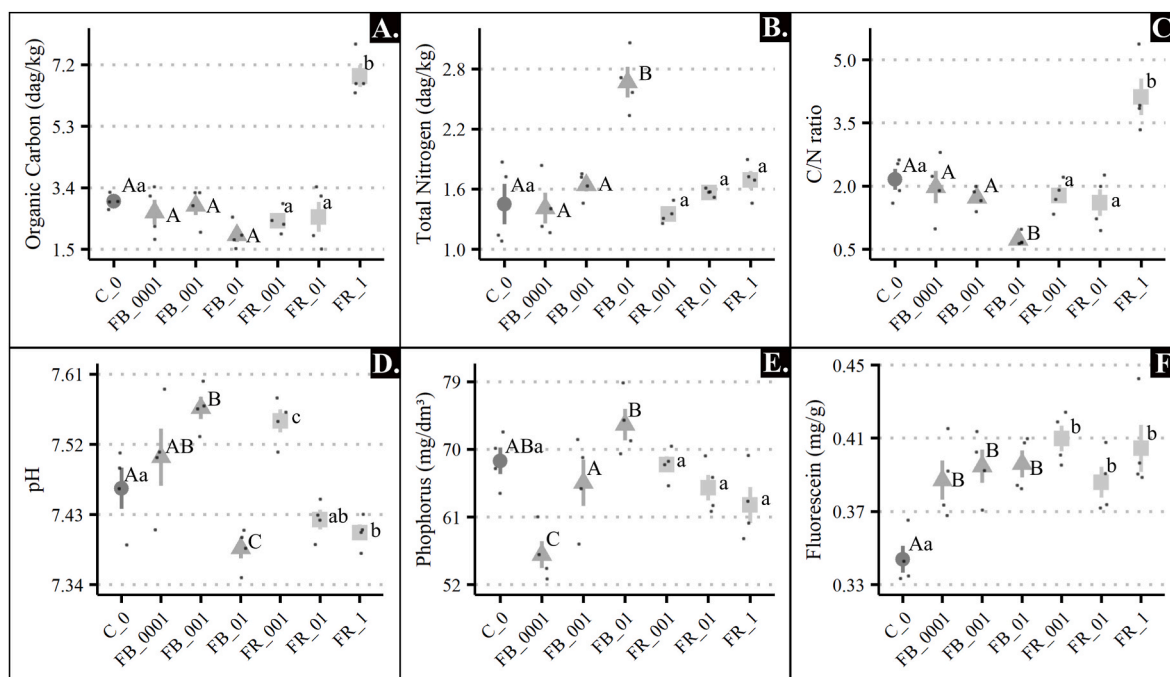 A.
Organic Carbon (dag/kg)
7.2
5.3
3.4
1.5
Aa
A
A
A
a
a
b
C_0
FB_0001
FB_001
FB_01
FR_001
FR_01
FR_1
B.
Total Nitrogen (dag/kg)
2.8
2.2
1.6
1.0
Aa
A
A
B
a
a
a
C_0
FB_0001
FB_001
FB_01
FR_001
FR_01
FR_1
C.
C/N ratio
5.0
3.5
2.0
0.5
Aa
A
A
B
a
a
b
C_0
FB_0001
FB_001
FB_01
FR_001
FR_01
FR_1
D.
pH
7.61
7.52
7.43
7.34
Aa
AB
B
C
c
ab
b
C_0
FB_0001
FB_001
FB_01
FR_001
FR_01
FR_1
E.
Phophorus (mg/dm³)
79
70
61
52
ABa
C
A
B
a
a
a
C_0
FB_0001
FB_001
FB_01
FR_001
FR_01
FR_1
F.
Fluorescein (mg/g)
0.45
0.41
0.37
0.33
Aa
B
B
B
b
b
b
C_0
FB_0001
FB_001
FB_01
FR_001
FR_01
FR_1